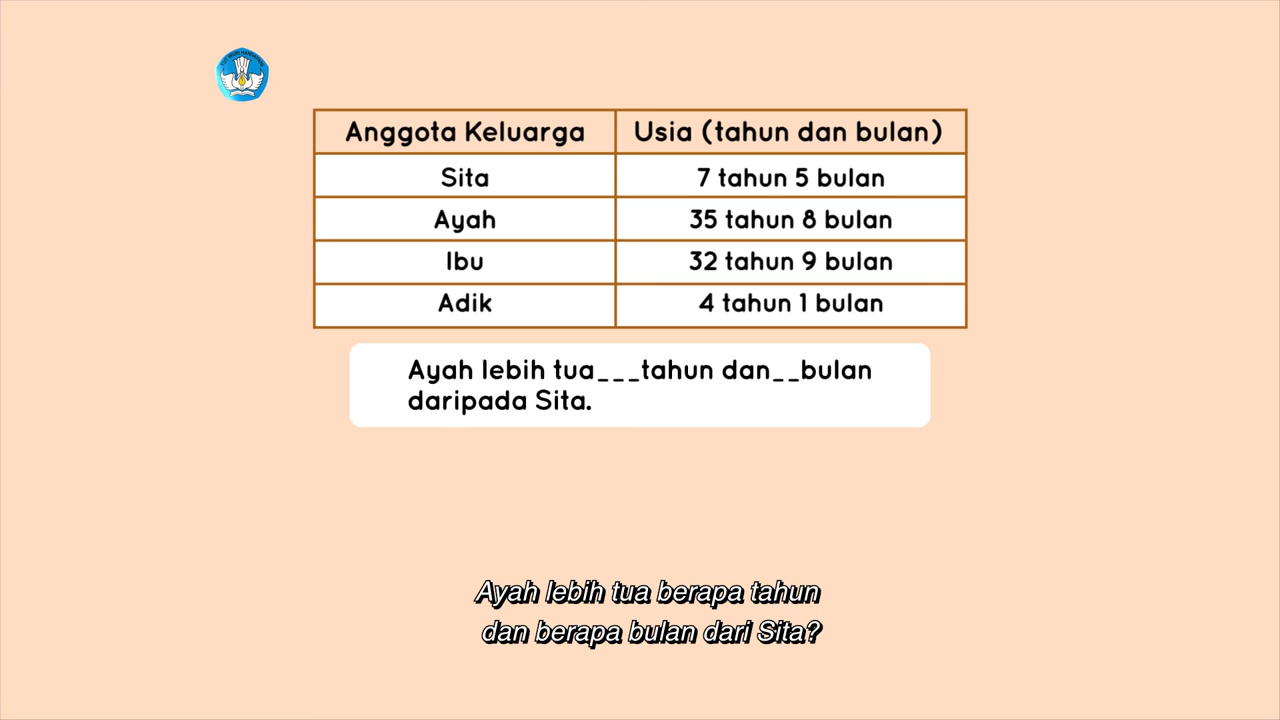 Anggota Keluarga Usia (tahun dan bulan)
Sita 7 tahun 5 bulan
Ayah 35 tahun 8 bulan
Ibu 32 tahun 9 bulan
Adik 4 tahun 1 bulan
Ayah lebih tua___tahun dan__bulan
daripada Sita.
Ayah lebih tua berapa tahun
dan berapa bulan dari Sita?